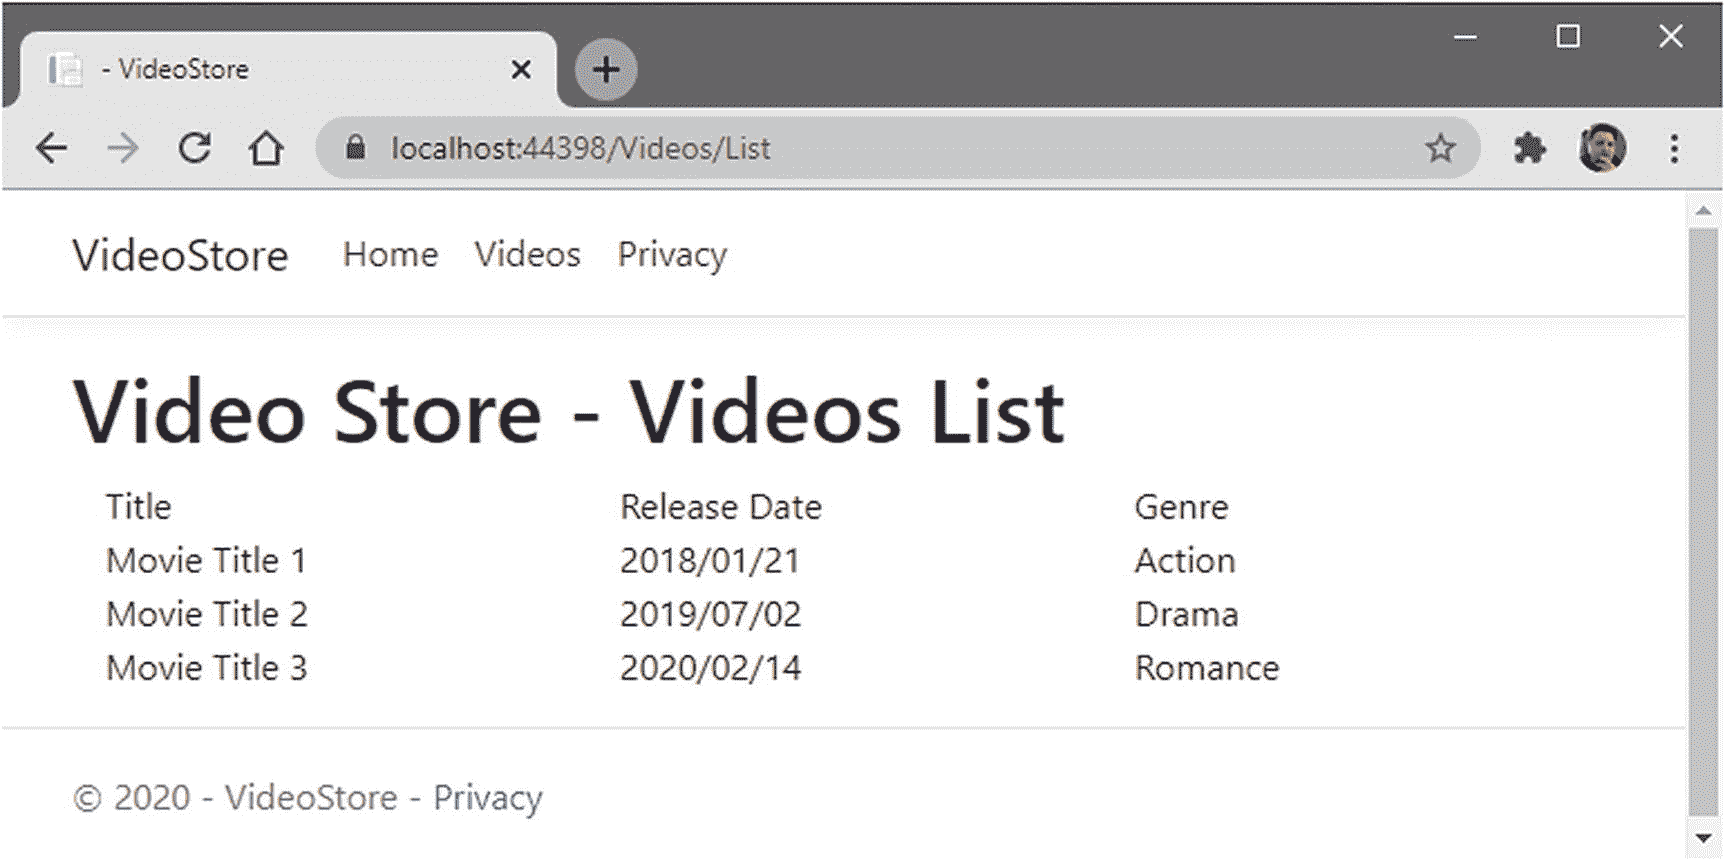 - VideoStore
localhost:44398/Videos/List
VideoStore Home Videos Privacy
Video Store - Videos List
Title Release Date Genre
Movie Title 1 2018/01/21 Action
Movie Title 2 2019/07/02 Drama
Movie Title 3 2020/02/14 Romance
© 2020 - VideoStore - Privacy